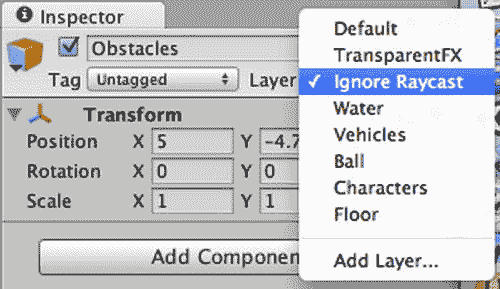 Inspector
Obstacles
Tag Untagged Layer
Transform
Position X 5 Y -4.7
Rotation X 0 Y 0
Scale X 1 Y 1
Add Componen
Default
TransparentFX
✓ Ignore Raycast
Water
Vehicles
Ball
Characters
Floor
Add Layer...